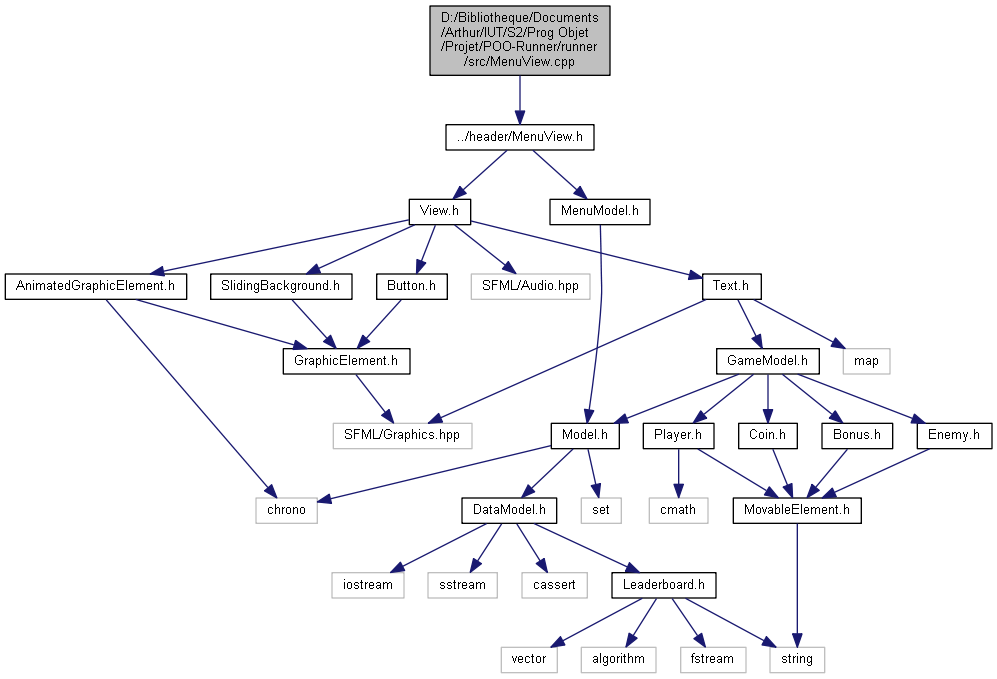 D:/Bibliotheque/Documents
/Arthur/IUT/S2/Prog Objet
/Projet/POO-Runner/runner
/src/MenuView.cpp
../header/MenuView.h
View.h
MenuModel.h
AnimatedGraphicElement.h
SlidingBackground.h
Button.h
SFML/Audio.hpp
Text.h
GraphicElement.h
GameModel.h
map
SFML/Graphics.hpp
Model.h
Player.h
Coin.h
Bonus.h
Enemy.h
chrono
DataModel.h
set
cmath
MovableElement.h
iostream
sstream
cassert
Leaderboard.h
vector
algorithm
fstream
string